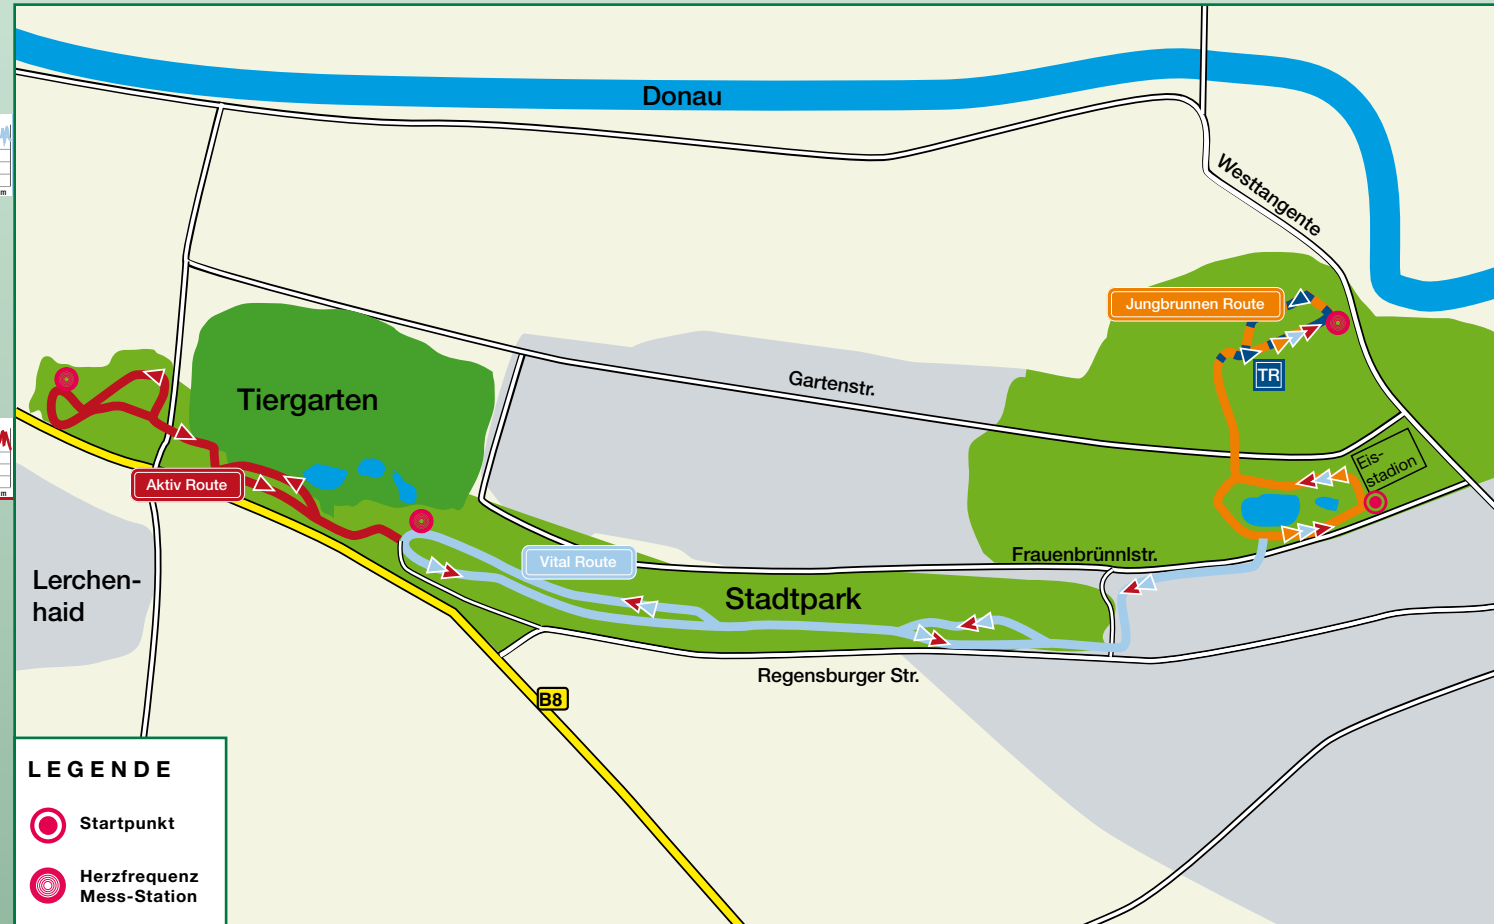 Donau
Westtangente
Jungbrunnen Route
TR
Gartenstr.
Tiergarten
Eis-
stadion
Aktiv Route
Frauenbrünnlstr.
Vital Route
Stadtpark
Lerchen-
haid
Regensburger Str.
B8
LEGENDE
Startpunkt
Herzfrequenz
Mess-Station
m
m